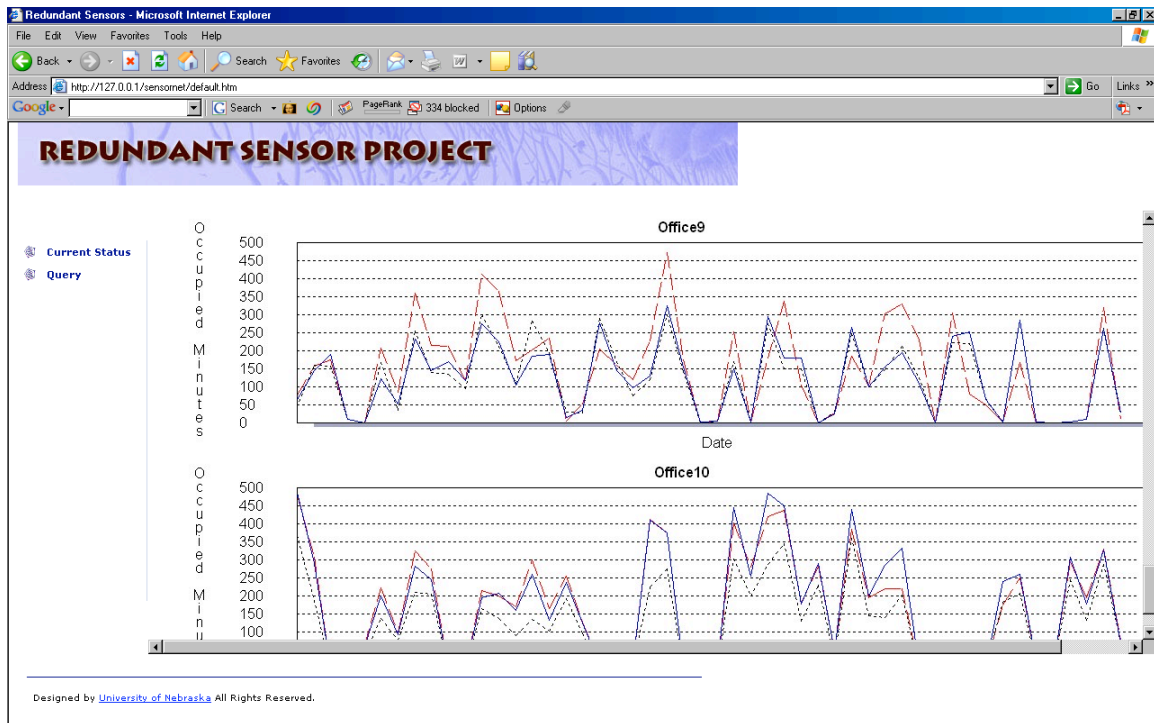 Redundant Sensors - Microsoft Internet Explorer
File Edit View Favorites Tools Help
Back Search Favorites
Address http://127.0.0.1/sensornet/default.htm Go Links »
Google Search PageRank 334 blocked Options
REDUNDANT SENSOR PROJECT
Current Status
Query
Office9
Occupied Minutes
500
450
400
350
300
250
200
150
100
50
0
Date
Office10
Occupied Minu
500
450
400
350
300
250
200
150
100
Designed by University of Nebraska All Rights Reserved.